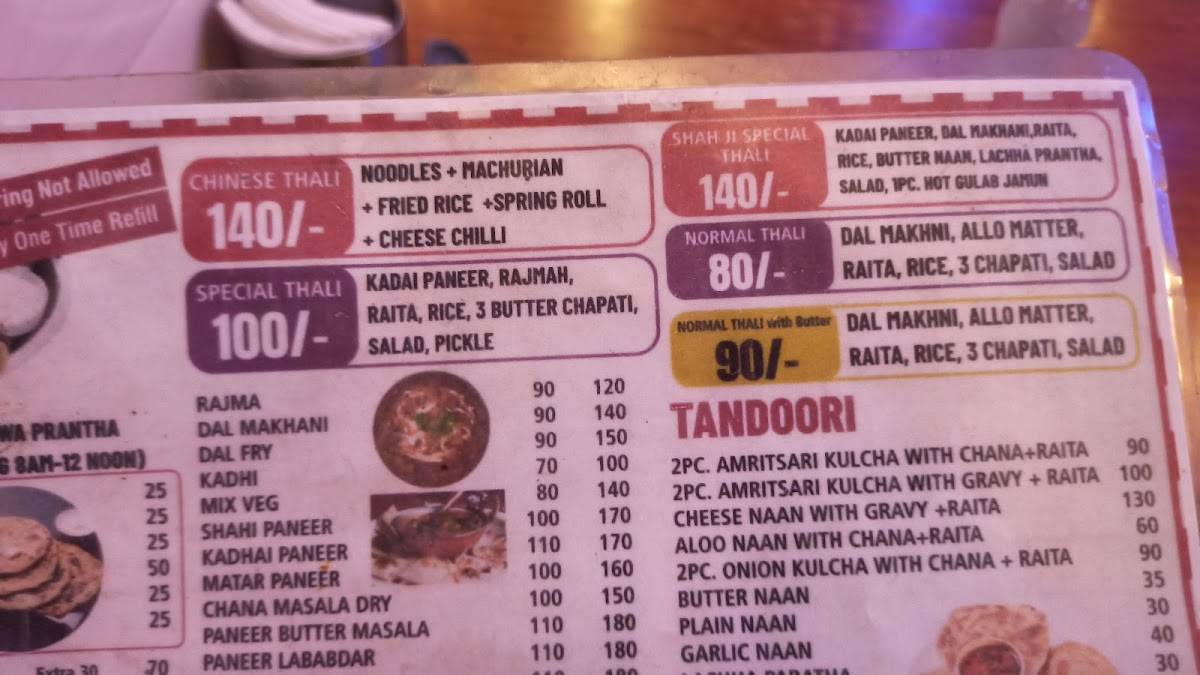 ring Not Allowed
y One Time Refill
CHINESE THALI
140/-
NOODLES + MACHURIAN
+ FRIED RICE +SPRING ROLL
+ CHEESE CHILLI
SPECIAL THALI
100/-
KADAI PANEER, RAJMAH,
RAITA, RICE, 3 BUTTER CHAPATI,
SALAD, PICKLE
SHAH JI SPECIAL
THALI
140/-
KADAI PANEER, DAL MAKHNI,RAITA,
RICE, BUTTER NAAN, LACHHA PRANTHA,
SALAD, 1PC. HOT GULAB JAMUN
NORMAL THALI
80/-
DAL MAKHNI, ALLO MATTER,
RAITA, RICE, 3 CHAPATI, SALAD
NORMAL THALI with Butter
90/-
DAL MAKHNI, ALLO MATTER,
RAITA, RICE, 3 CHAPATI, SALAD
WA PRANTHA
G 8AM-12 NOON)
25
25
25
50
25
25
Extra 30 70
RAJMA 90 120
DAL MAKHANI 90 140
DAL FRY 90 150
KADHI 70 100
MIX VEG 80 140
SHAHI PANEER 100 170
KADHAI PANEER 110 170
MATAR PANEER 100 160
CHANA MASALA DRY 100 150
PANEER BUTTER MASALA 110 180
PANEER LABABDAR 110 180
110 180
TANDOORI
2PC. AMRITSARI KULCHA WITH CHANA+RAITA 90
2PC. AMRITSARI KULCHA WITH GRAVY + RAITA 100
CHEESE NAAN WITH GRAVY +RAITA 130
ALOO NAAN WITH CHANA+RAITA 60
2PC. ONION KULCHA WITH CHANA + RAITA 90
BUTTER NAAN 35
PLAIN NAAN 30
GARLIC NAAN 40
LACHHA PARATHA 30